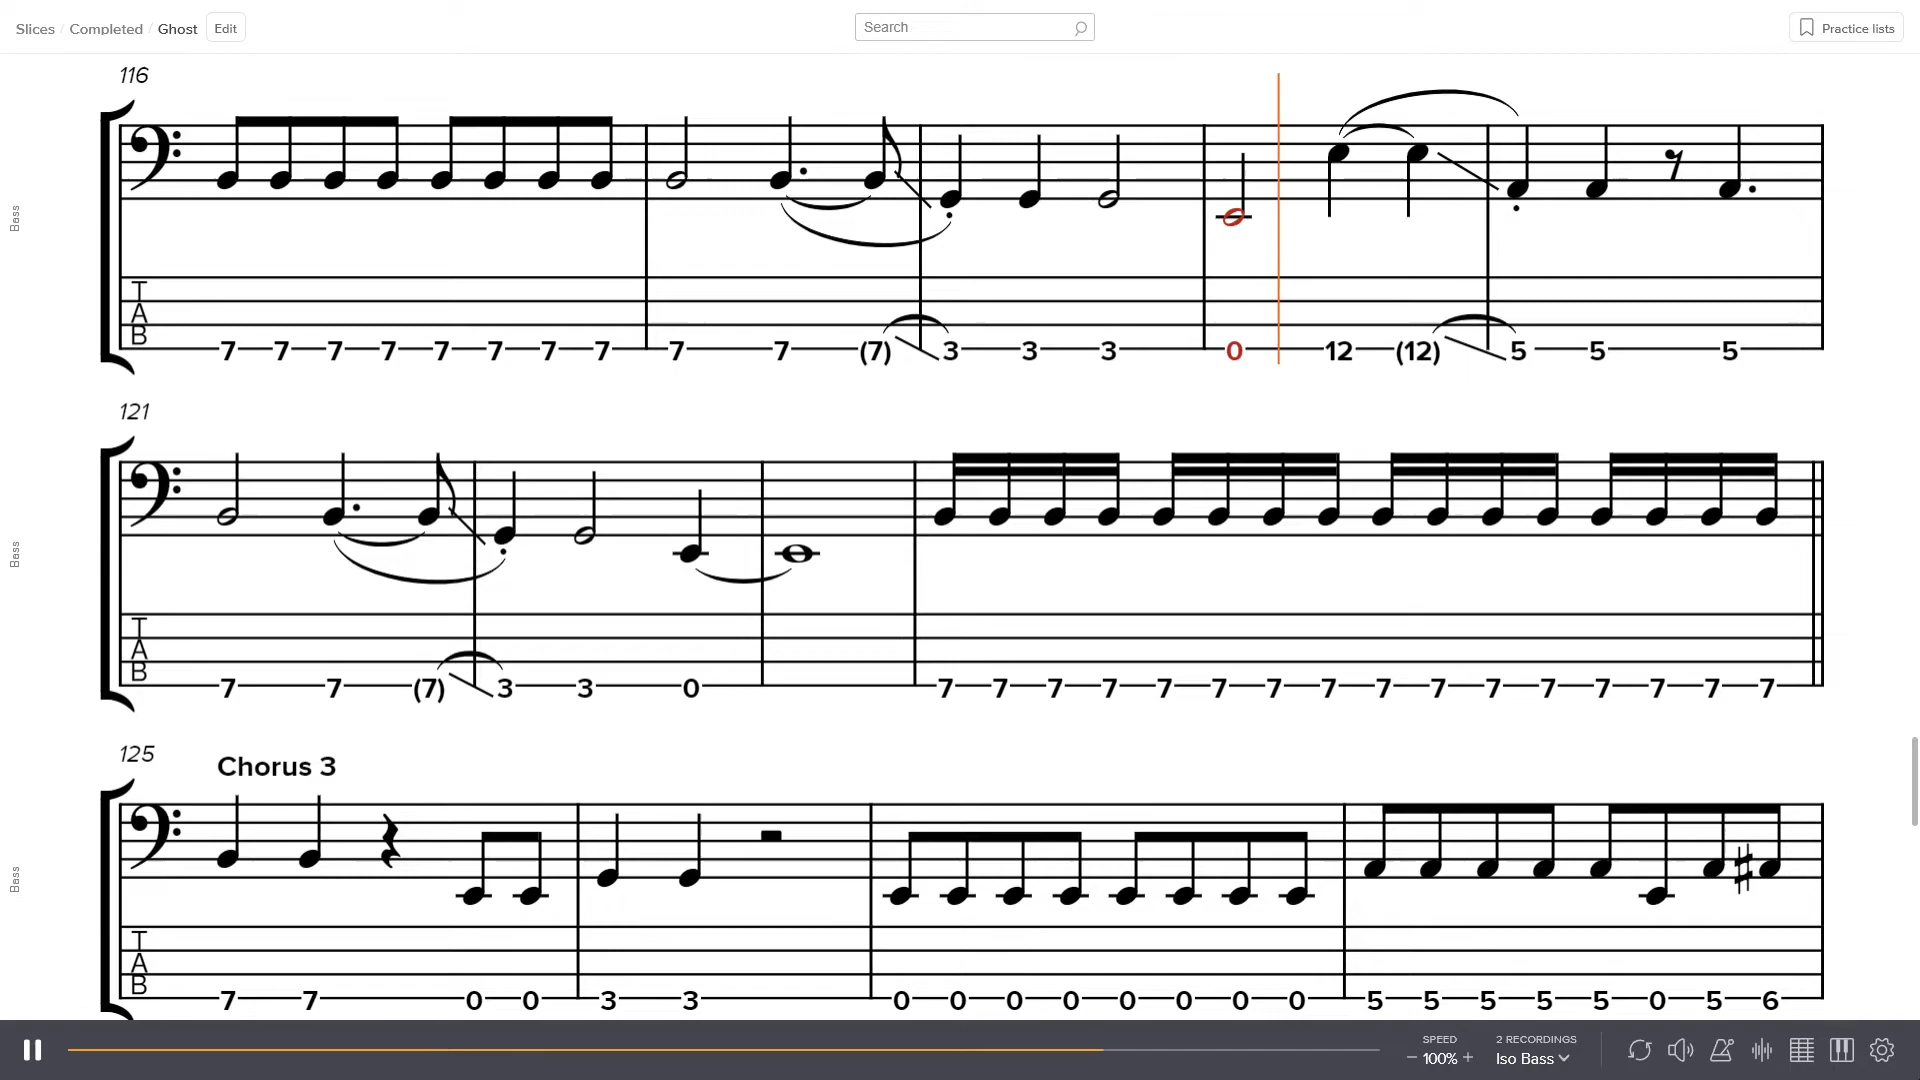 Slices / Completed / Ghost Edit
Search
Practice lists
116
Bass
T
A
B
7 7 7 7 7 7 7 7 7 7 (7) 3 3 3 0 12 (12) 5 5 5
121
Bass
T
A
B
7 7 (7) 3 3 0 7 7 7 7 7 7 7 7 7 7 7 7 7 7 7 7
125
Chorus 3
Bass
T
A
B
7 7 0 0 3 3 0 0 0 0 0 0 0 0 5 5 5 5 5 0 5 6
SPEED
− 100% +
2 RECORDINGS
Iso Bass